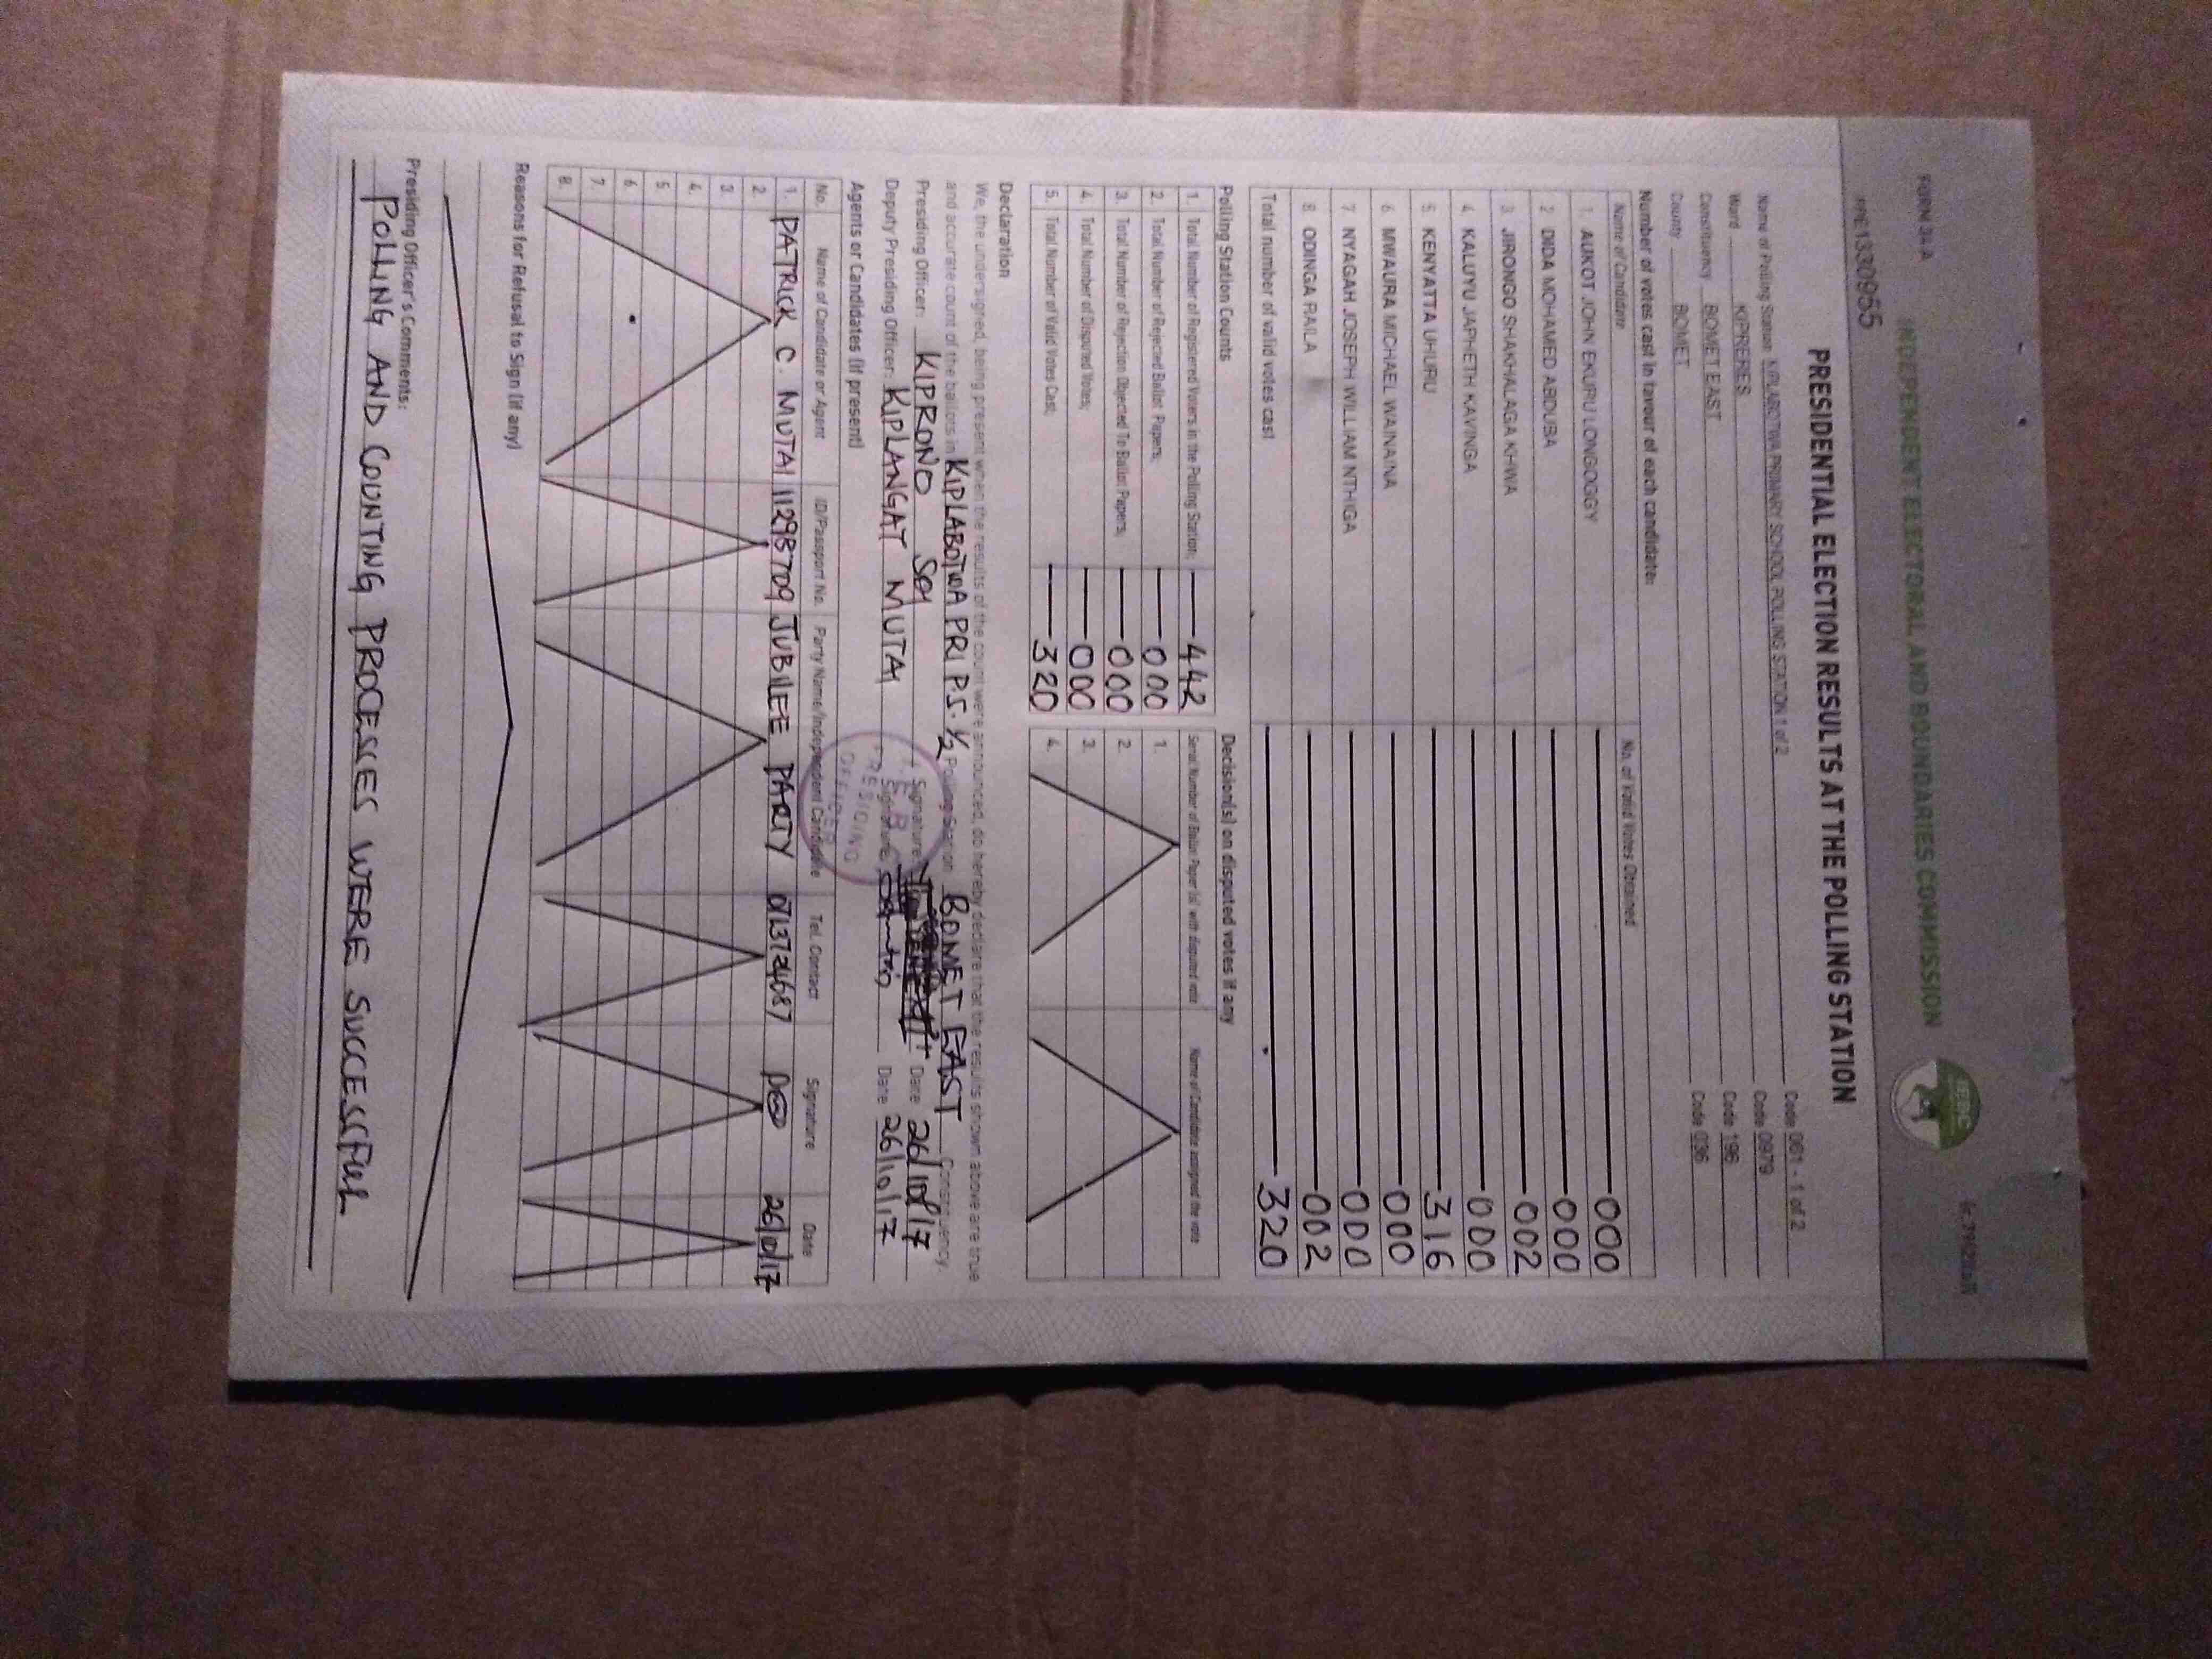 FORM 34A
INDEPENDENT ELECTORAL AND BOUNDARIES COMMISSION
IEBC
PRE1330955
PRESIDENTIAL ELECTION RESULTS AT THE POLLING STATION
Name of Polling Station KIPLABOTWA PRIMARY SCHOOL POLLING STATION 1 of 2 Code 001 - 1 of 2
Ward KIPRERES Code 0979
Constituency BOMET EAST Code 196
County BOMET Code 036
Number of votes cast in favour of each candidate:
Name of Candidate No. of Valid Votes Obtained
1. AUKOT JOHN EKURU LONGOGGY 000
2 DIDA MOHAMED ABDUBA 000
3 JIRONGO SHAKHALAGA KHWA 002
4 KALUYU JAPHETH KAVINGA 000
5 KENYATTA UHURU 316
6 MWAURA MICHAEL WAINAINA 000
7 NYAGAH JOSEPH WILLIAM NTHIGA 000
8 ODINGA RAILA 002
Total number of valid votes cast 320
Polling Station Counts
1. Total Number of Registered Voters in the Polling Station; 442
2. Total Number of Rejected Ballot Papers; 000
3. Total Number of Rejection Objected To Ballot Papers; 000
4. Total Number of Disputed Votes; 000
5. Total Number of Valid Votes Cast; 320
Decision(s) on disputed votes if any
Serial Number of Ballot Paper (s) with disputed vote Name of Candidate assigned the vote
1.
2.
3.
4.
Declaration
We, the undersigned, being present when the results of the count were announced, do hereby declare that the results shown above are true
and accurate count of the ballots in KIPLABOTWA PRI P.S. 1/2 Polling Station BOMET EAST Constituency.
Presiding Officer: KIPRONO SOY Signature: Date 26/10/17
Deputy Presiding Officer: KIPLANGAT MUTAI Signature: Date 26/10/17
I.E.B.C
PRESIDING
OFFICER
Agents or Candidates (if present)
No. Name of Candidate or Agent ID/Passport No. Party Name/Independent Candidate Tel. Contact Signature Date
1. PATRICK C. MUTAI 11298709 JUBILEE PARTY 26/10/17
2.
3.
4.
5.
6.
7.
8.
Reasons for Refusal to Sign (if any)
Presiding Officer's Comments:
POLLING AND COUNTING PROCESSES WERE SUCCESSFUL